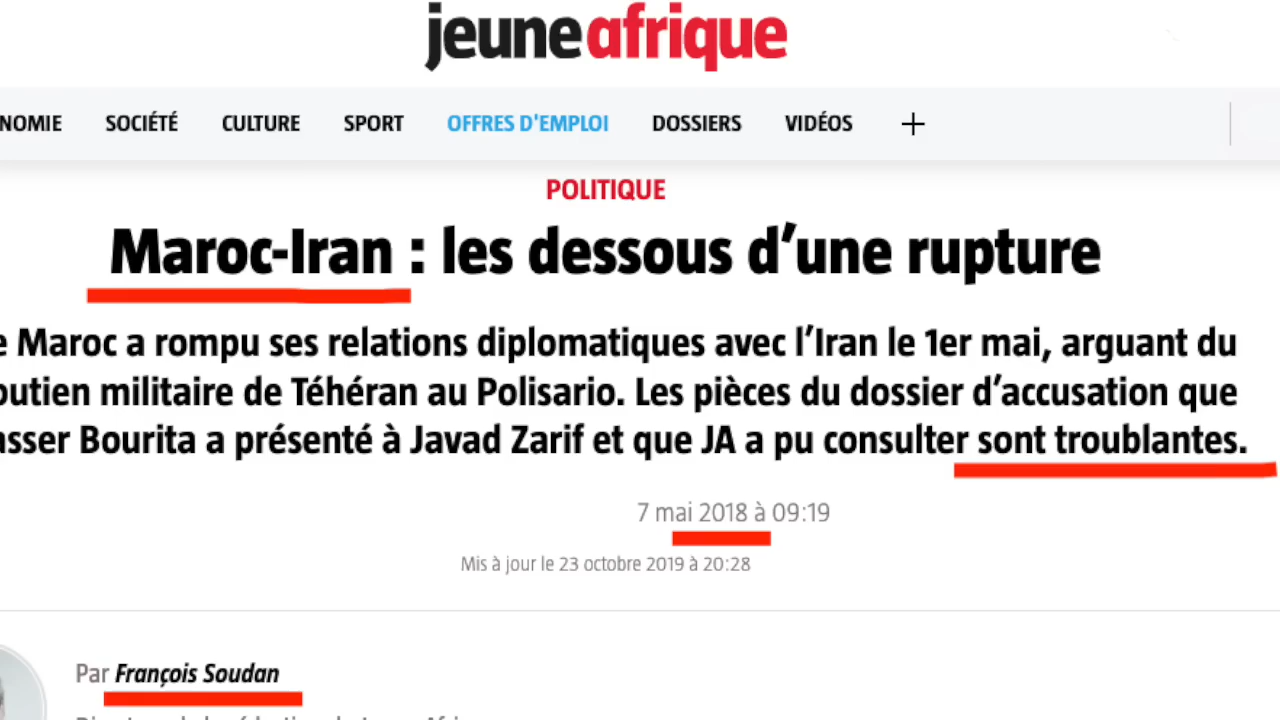 jeuneafrique
NOMIE SOCIÉTÉ CULTURE SPORT OFFRES D'EMPLOI DOSSIERS VIDÉOS +
POLITIQUE
Maroc-Iran : les dessous d’une rupture
e Maroc a rompu ses relations diplomatiques avec l’Iran le 1er mai, arguant du
outien militaire de Téhéran au Polisario. Les pièces du dossier d’accusation que
asser Bourita a présenté à Javad Zarif et que JA a pu consulter sont troublantes.
7 mai 2018 à 09:19
Mis à jour le 23 octobre 2019 à 20:28
Par François Soudan